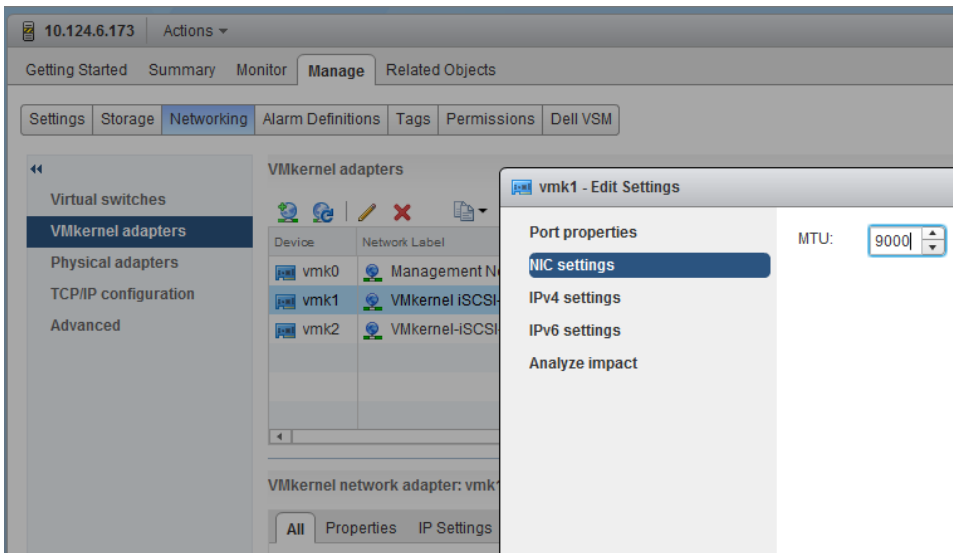 10.124.6.173 Actions
Getting Started Summary Monitor Manage Related Objects
Settings Storage Networking Alarm Definitions Tags Permissions Dell VSM
Virtual switches
VMkernel adapters
Physical adapters
TCP/IP configuration
Advanced
VMkernel adapters
Device Network Label
vmk0 Management
vmk1 VMkernel iSCSI-
vmk2 VMkernel-iSCSI-
VMkernel network adapter: vmk1
All Properties IP Settings
vmk1 - Edit Settings
Port properties
NIC settings
IPv4 settings
IPv6 settings
Analyze impact
MTU: 9000